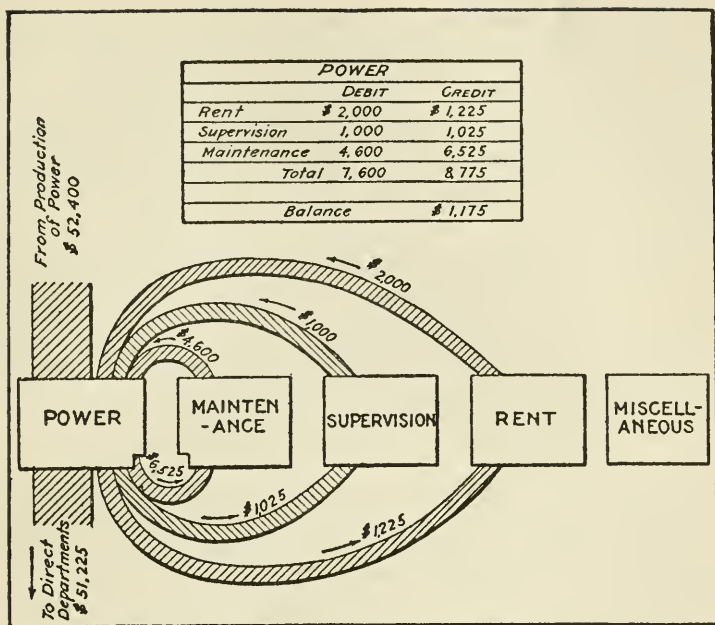 POWER
DEBIT CREDIT
Rent $ 2,000 $ 1,225
Supervision 1,000 1,025
Maintenance 4,600 6,525
Total 7,600 8,775
Balance $ 1,175
From Production
of Power
$ 52,400
$2,000
$1,000
$4,600
POWER
MAINTEN
-ANCE
SUPERVISION
RENT
MISCELL-
ANEOUS
$6,525
$1,025
$1,225
To Direct
Departments
$ 51,225